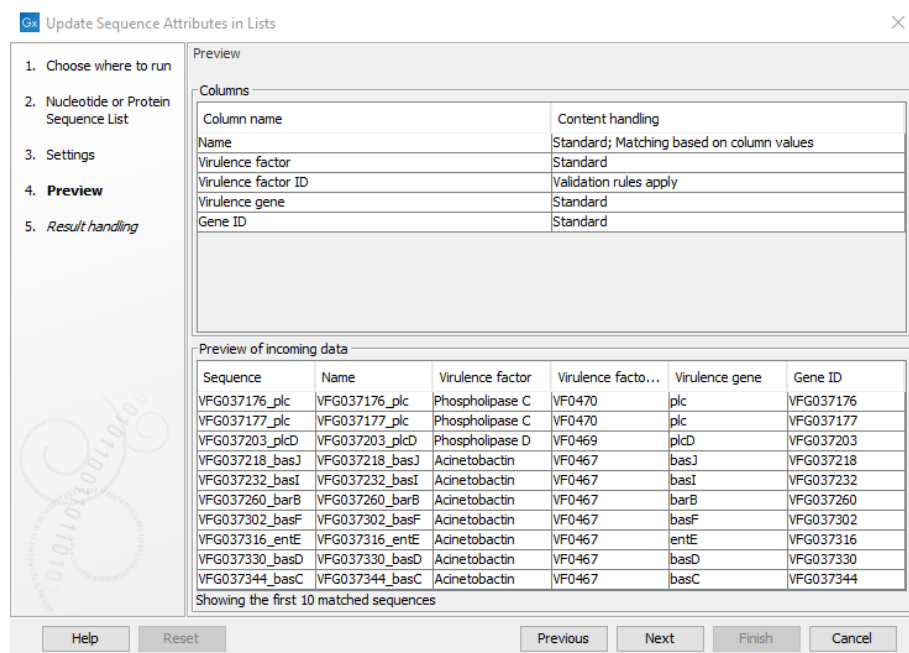 Gx Update Sequence Attributes in Lists
1. Choose where to run
2. Nucleotide or Protein
Sequence List
3. Settings
4. Preview
5. Result handling
Preview
Columns
Column name Content handling
Name Standard; Matching based on column values
Virulence factor Standard
Virulence factor ID Validation rules apply
Virulence gene Standard
Gene ID Standard
Preview of incoming data
Sequence Name Virulence factor Virulence facto... Virulence gene Gene ID
VFG037176_plc VFG037176_plc Phospholipase C VF0470 plc VFG037176
VFG037177_plc VFG037177_plc Phospholipase C VF0470 plc VFG037177
VFG037203_plcD VFG037203_plcD Phospholipase D VF0469 plcD VFG037203
VFG037218_basJ VFG037218_basJ Acinetobactin VF0467 basJ VFG037218
VFG037232_basI VFG037232_basI Acinetobactin VF0467 basI VFG037232
VFG037260_barB VFG037260_barB Acinetobactin VF0467 barB VFG037260
VFG037302_basF VFG037302_basF Acinetobactin VF0467 basF VFG037302
VFG037316_entE VFG037316_entE Acinetobactin VF0467 entE VFG037316
VFG037330_basD VFG037330_basD Acinetobactin VF0467 basD VFG037330
VFG037344_basC VFG037344_basC Acinetobactin VF0467 basC VFG037344
Showing the first 10 matched sequences
Help Reset Previous Next Finish Cancel